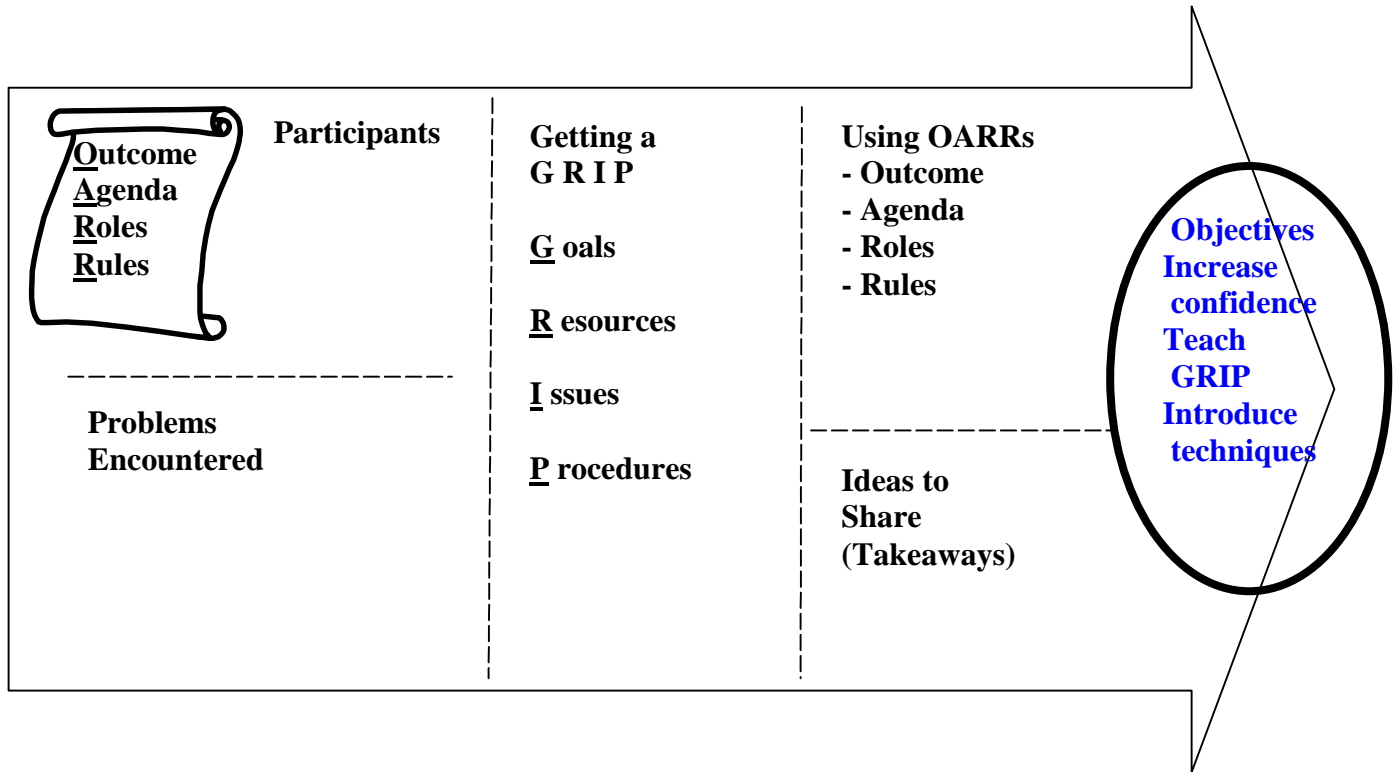 Outcome
Agenda
Roles
Rules
Participants
Problems
Encountered
Getting a
G R I P
G oals
R esources
I ssues
P rocedures
Using OARRs
- Outcome
- Agenda
- Roles
- Rules
Ideas to
Share
(Takeaways)
Objectives
Increase
confidence
Teach
GRIP
Introduce
techniques